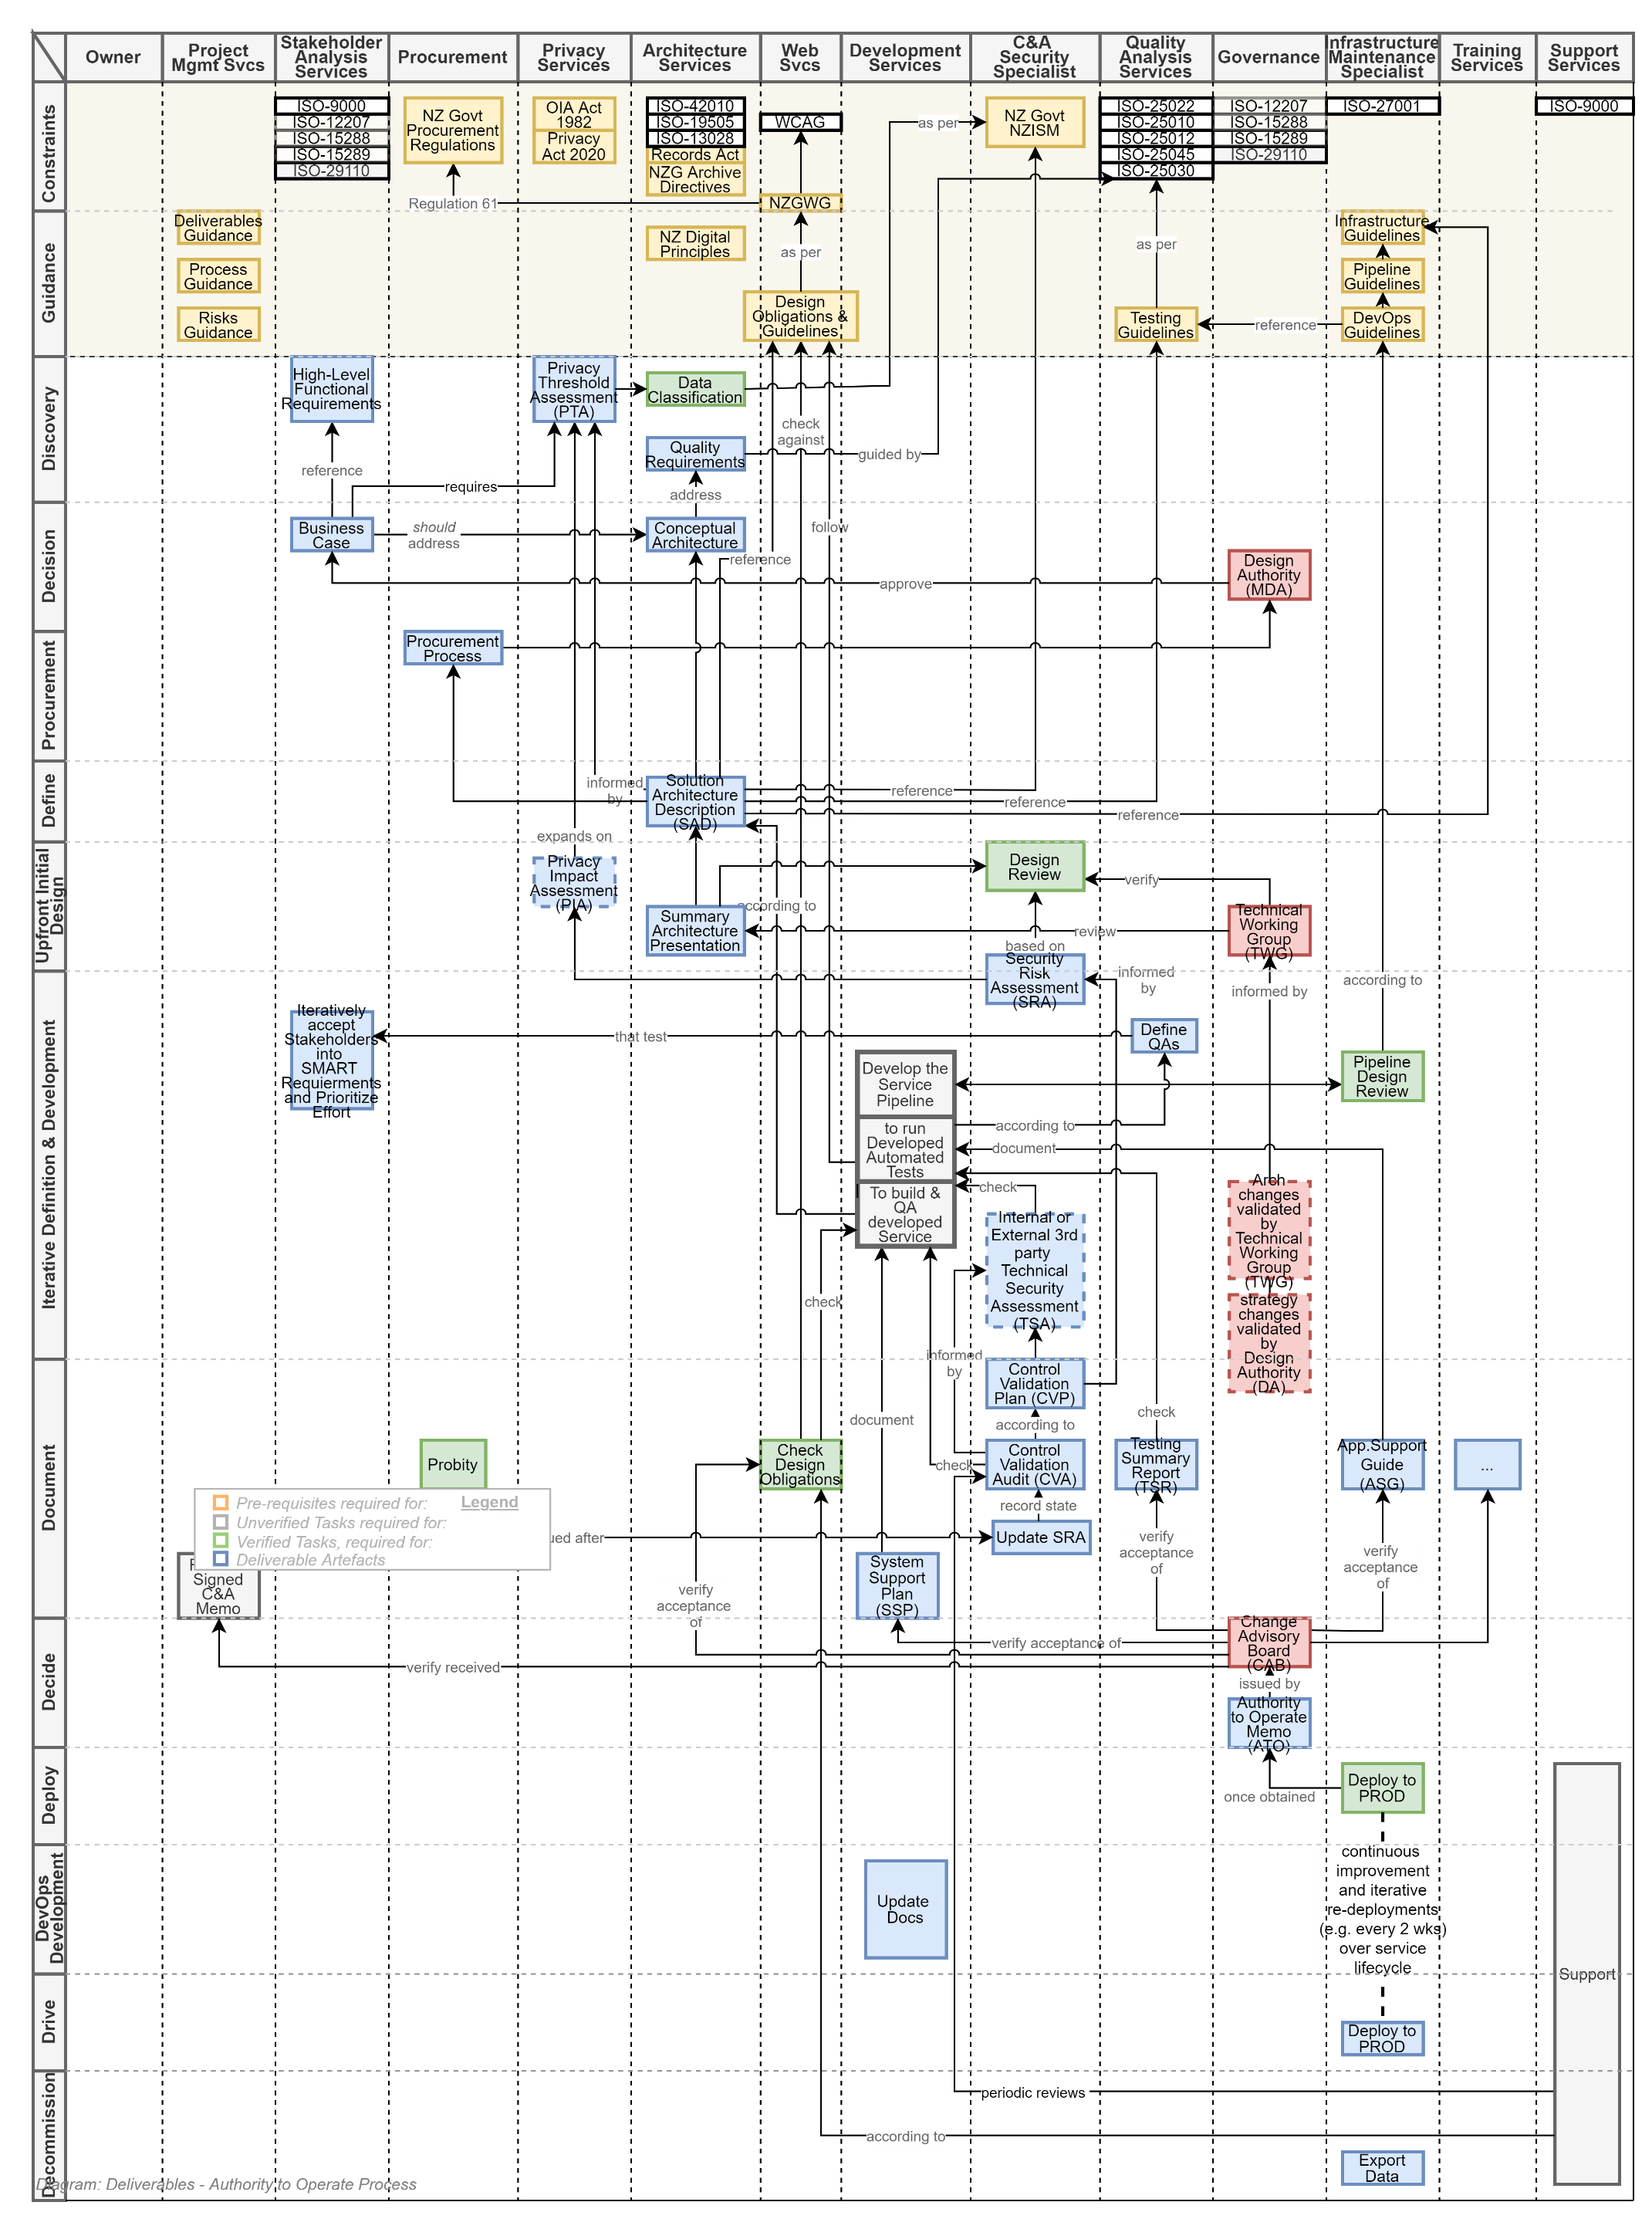 Owner
Project
Mgmt Svcs
Stakeholder
Analysis
Services
Procurement
Privacy
Services
Architecture
Services
Web
Svcs
Development
Services
C&A
Security
Specialist
Quality
Analysis
Services
Governance
Infrastructure
Maintenance
Specialist
Training
Services
Support
Services
Constraints
ISO-9000
ISO-12207
ISO-15288
ISO-15289
ISO-29110
NZ Govt
Procurement
Regulations
OIA Act
1982
Privacy
Act 2020
ISO-42010
ISO-19505
ISO-13028
Records Act
NZG Archive
Directives
WCAG
as per
NZ Govt
NZISM
ISO-25022
ISO-25010
ISO-25012
ISO-25045
ISO-25030
ISO-12207
ISO-15288
ISO-15289
ISO-29110
ISO-27001
ISO-9000
Regulation 61
NZGWG
Guidance
Deliverables
Guidance
Process
Guidance
Risks
Guidance
NZ Digital
Principles
as per
Design
Obligations &
Guidelines
as per
Testing
Guidelines
reference
Infrastructure
Guidelines
Pipeline
Guidelines
DevOps
Guidelines
Discovery
High-Level
Functional
Requirements
Privacy
Threshold
Assessment
(PTA)
Data
Classification
check
against
Quality
Requirements
guided by
reference
requires
address
Decision
Business
Case
should
address
Conceptual
Architecture
follow
reference
approve
Design
Authority
(MDA)
Procurement
Procurement
Process
Define
informed
by
Solution
Architecture
Description
(SAD)
reference
reference
reference
expands on
Upfront Initial
Design
Privacy
Impact
Assessment
(PIA)
Design
Review
verify
according to
Summary
Architecture
Presentation
review
Technical
Working
Group
(TWG)
based on
Security
Risk
Assessment
(SRA)
informed
by
informed by
according to
Iterative Definition & Development
Iteratively
accept
Stakeholders
into
SMART
Requierments
and Prioritize
Effort
that test
Define
QAs
Develop the
Service
Pipeline
Pipeline
Design
Review
according to
to run
Developed
Automated
Tests
document
check
To build &
QA
developed
Service
Internal or
External 3rd
party
Technical
Security
Assessment
(TSA)
Arch
changes
validated
by
Technical
Working
Group
(TWG)
strategy
changes
validated
by
Design
Authority
(DA)
check
informed
by
Document
Control
Validation
Plan (CVP)
according to
document
check
Probity
Check
Design
Obligations
check
Control
Validation
Audit (CVA)
Testing
Summary
Report
(TSR)
App.Support
Guide
(ASG)
...
Legend
Pre-requisites required for:
Unverified Tasks required for:
Verified Tasks, required for:
Deliverable Artefacts
record state
ued after
Update SRA
Signed
C&A
Memo
System
Support
Plan
(SSP)
verify
acceptance
of
verify
acceptance
of
verify
acceptance
of
Decide
verify acceptance of
verify received
Change
Advisory
Board
(CAB)
issued by
Authority
to Operate
Memo
(ATO)
Deploy
once obtained
Deploy to
PROD
DevOps
Development
Update
Docs
continuous
improvement
and iterative
re-deployments
(e.g. every 2 wks)
over service
lifecycle
Support
Drive
Deploy to
PROD
Decommission
periodic reviews
according to
Export
Data
Diagram: Deliverables - Authority to Operate Process